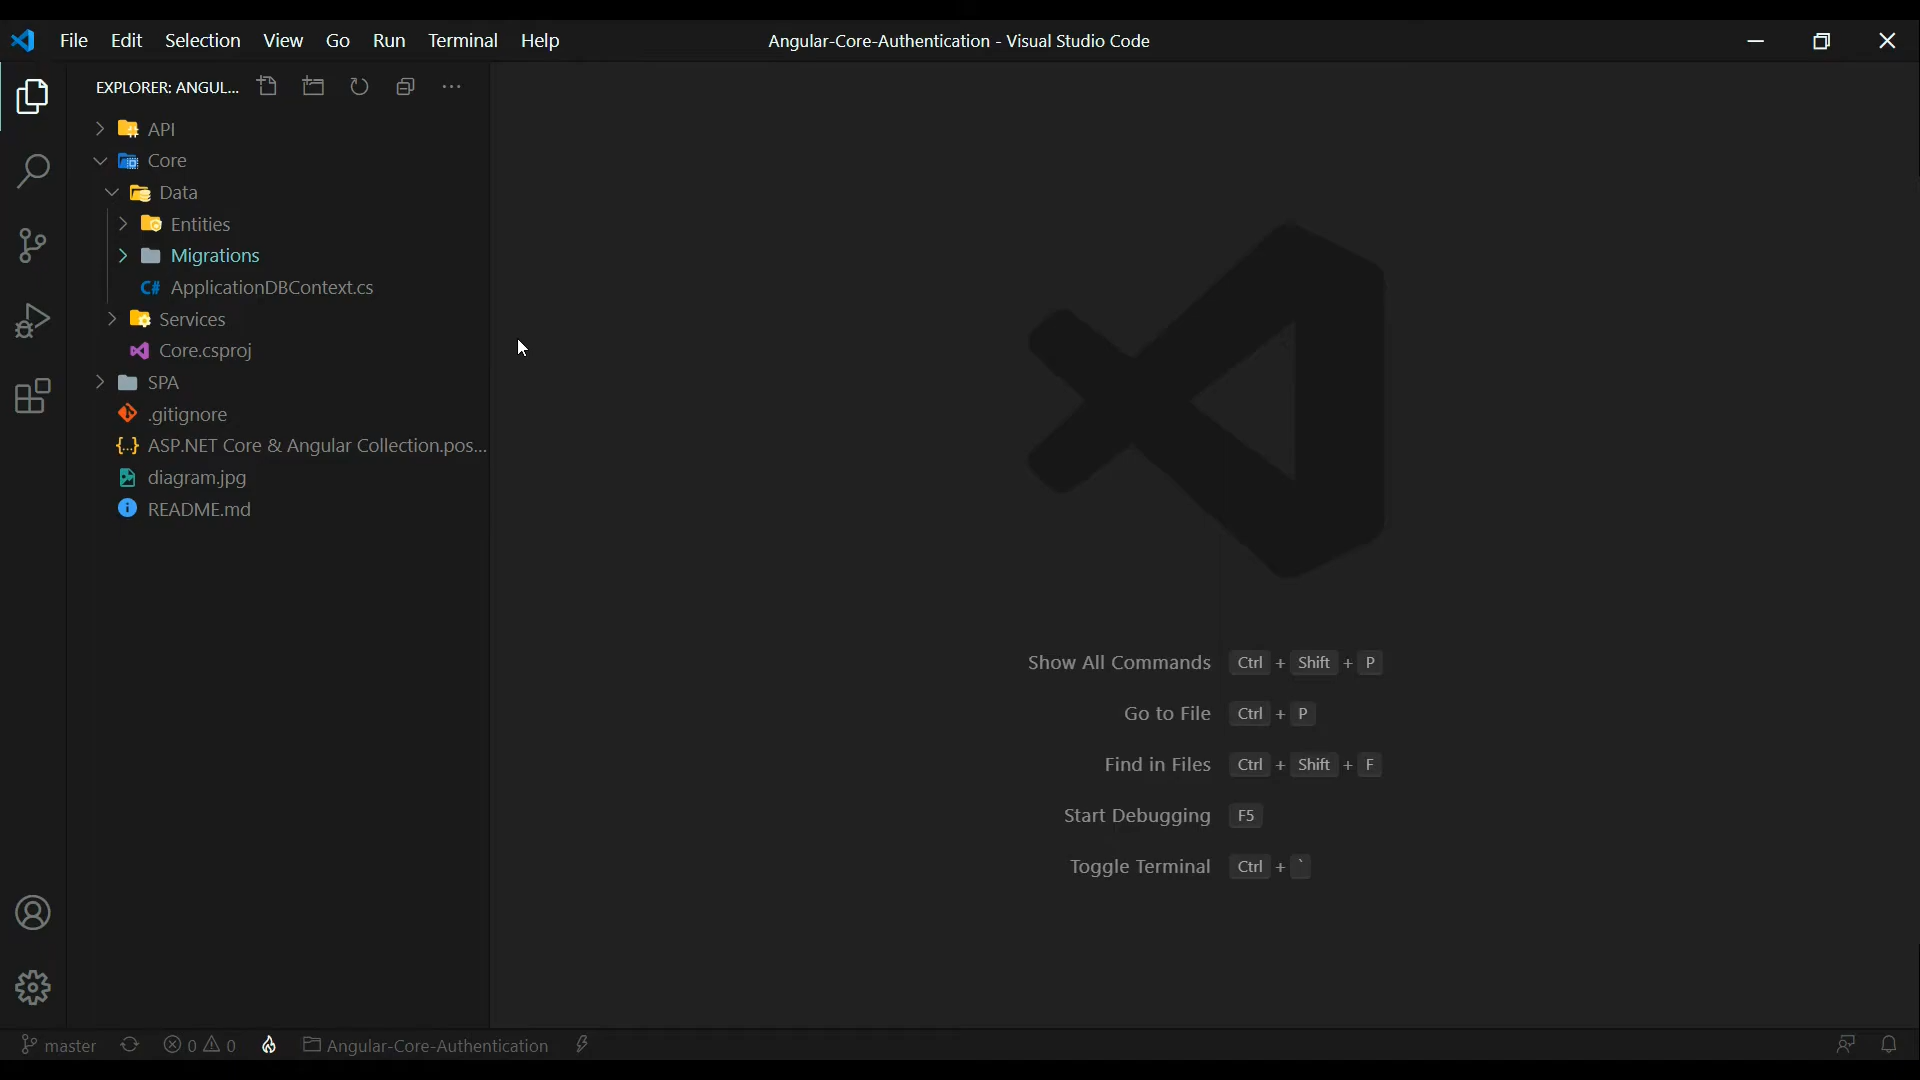 File Edit Selection View Go Run Terminal Help
Angular-Core-Authentication - Visual Studio Code
EXPLORER: ANGUL...
API
Core
Data
Entities
Migrations
C# ApplicationDBContext.cs
Services
Core.csproj
SPA
.gitignore
{..} ASP.NET Core & Angular Collection.pos...
diagram.jpg
README.md
Show All Commands Ctrl + Shift + P
Go to File Ctrl + P
Find in Files Ctrl + Shift + F
Start Debugging F5
Toggle Terminal Ctrl + `
master 0 0 Angular-Core-Authentication